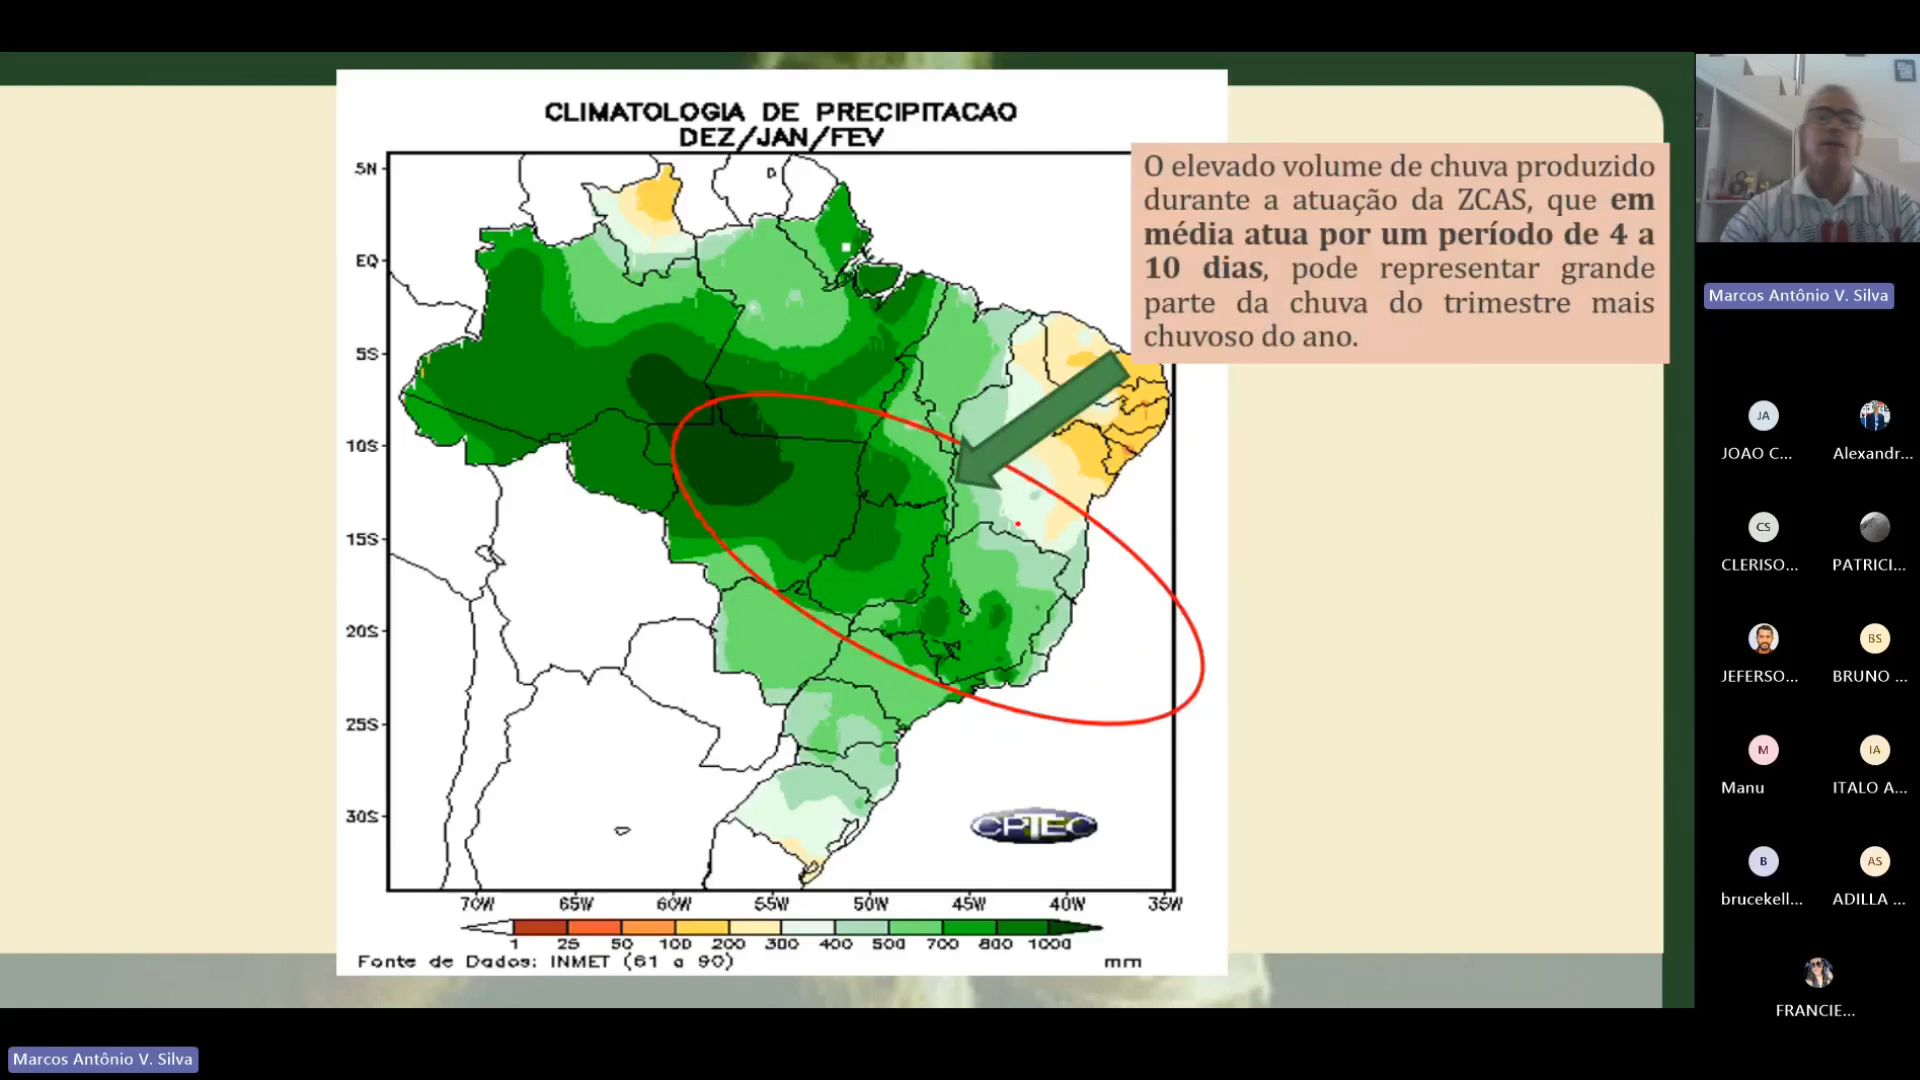 CLIMATOLOGIA DE PRECIPITACAO
DEZ/JAN/FEV
O elevado volume de chuva produzido
durante a atuação da ZCAS, que em
média atua por um período de 4 a
10 dias, pode representar grande
parte da chuva do trimestre mais
chuvoso do ano.
5N
EQ
5S
10S
15S
20S
25S
30S
70W 65W 60W 55W 50W 45W 40W 35W
CPTEC
1 25 50 100 200 300 400 500 700 800 1000
Fonte de Dados: INMET (61 a 90)
mm
Marcos Antônio V. Silva
JA
JOAO C...
Alexandr...
CS
CLERISO...
PATRICI...
JEFERSO...
BS
BRUNO ...
M
Manu
IA
ITALO A...
B
brucekell...
AS
ADILLA ...
FRANCIE...
Marcos Antônio V. Silva